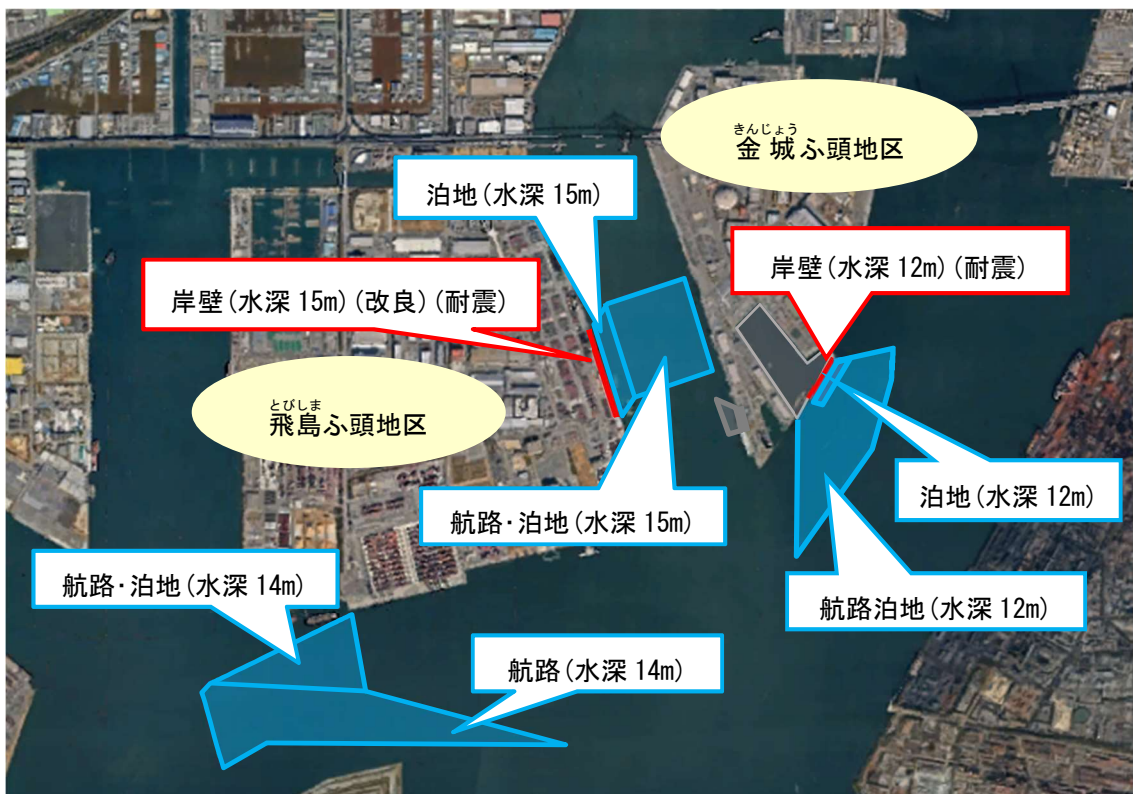 きんじょう
金城ふ頭地区
泊地(水深 15m)
岸壁(水深 12m)(耐震)
岸壁(水深 15m)(改良)(耐震)
とびしま
飛島ふ頭地区
泊地(水深 12m)
航路・泊地(水深 15m)
航路・泊地(水深 14m)
航路泊地(水深 12m)
航路(水深 14m)